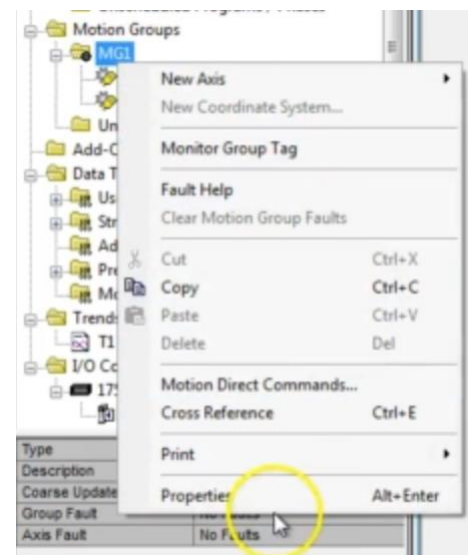 Motion Groups
MG1
New Axis
New Coordinate System...
Un
Add-C
Monitor Group Tag
Data T
Us
Fault Help
Str
Clear Motion Group Faults
Ad
Pre
Cut Ctrl+X
Mo
Copy Ctrl+C
Trends
Paste Ctrl+V
T1
Delete Del
I/O Co
175
Motion Direct Commands...
Cross Reference Ctrl+E
Type
Print
Description
Coarse Update
Properties Alt+Enter
Group Fault No Faults
Axis Fault No Faults